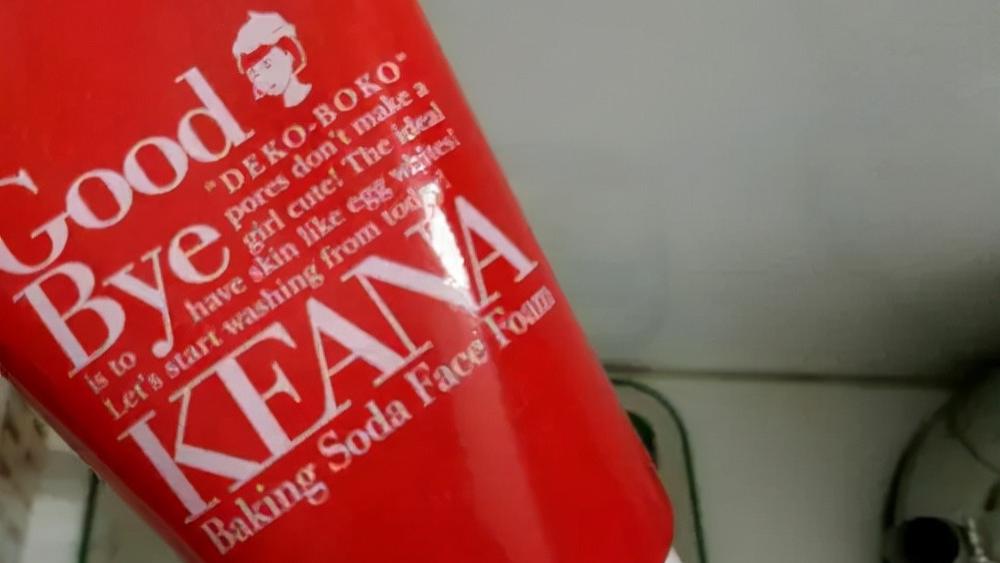 Good
Bye
"DEKO-BOKO"
pores don't make a
girl cute! The ideal
is to have skin like egg whites!
Let's start washing from today!
KEANA
Baking Soda Face Foam